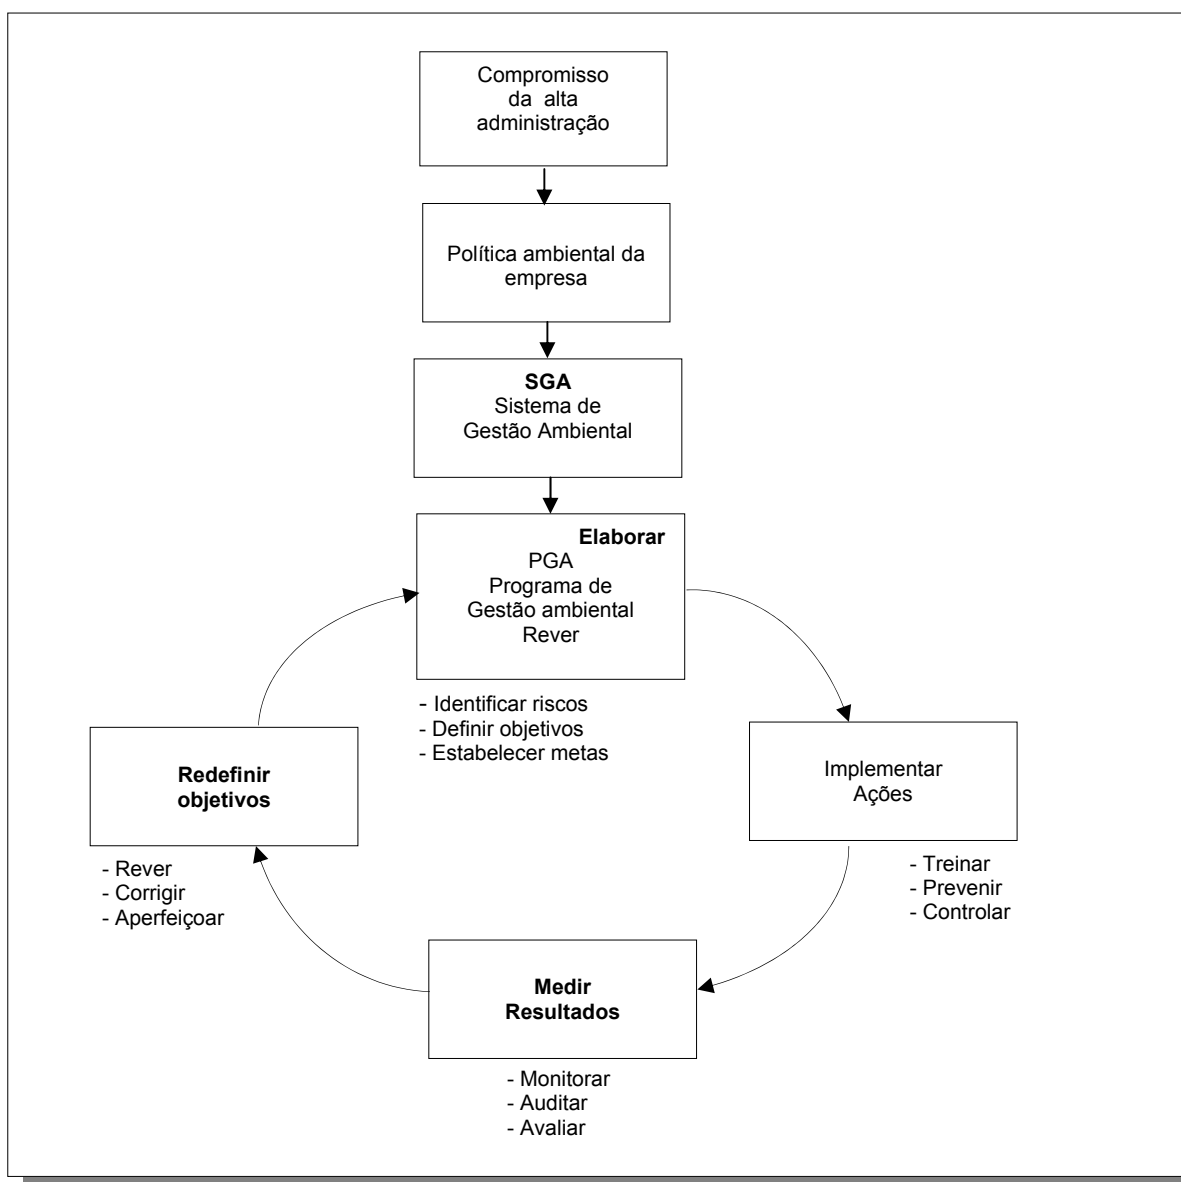 Compromisso
da alta
administração
Política ambiental da
empresa
SGA
Sistema de
Gestão Ambiental
Elaborar
PGA
Programa de
Gestão ambiental
Rever
- Identificar riscos
- Definir objetivos
- Estabelecer metas
Implementar
Ações
- Treinar
- Prevenir
- Controlar
Medir
Resultados
- Monitorar
- Auditar
- Avaliar
Redefinir
objetivos
- Rever
- Corrigir
- Aperfeiçoar